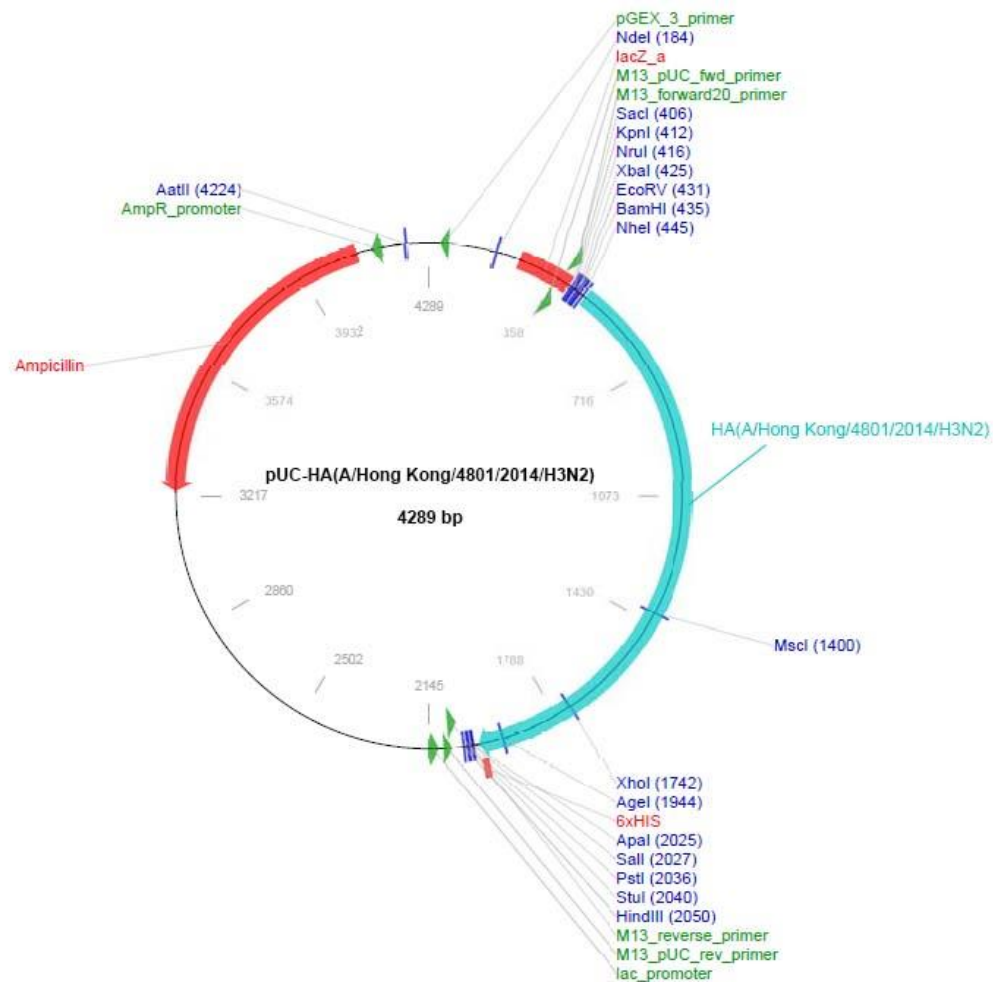 pGEX_3_primer
NdeI (184)
lacZ_a
M13_pUC_fwd_primer
M13_forward20_primer
SacI (406)
KpnI (412)
NruI (416)
XbaI (425)
EcoRV (431)
BamHI (435)
NheI (445)
AatII (4224)
AmpR_promoter
4289
3932
358
Ampicillin
3574
716
HA(A/Hong Kong/4801/2014/H3N2)
pUC-HA(A/Hong Kong/4801/2014/H3N2)
3217
1073
4289 bp
2860
1430
MscI (1400)
2502
1788
2145
XhoI (1742)
AgeI (1944)
6xHIS
ApaI (2025)
SalI (2027)
PstI (2036)
StuI (2040)
HindIII (2050)
M13_reverse_primer
M13_pUC_rev_primer
lac_promoter